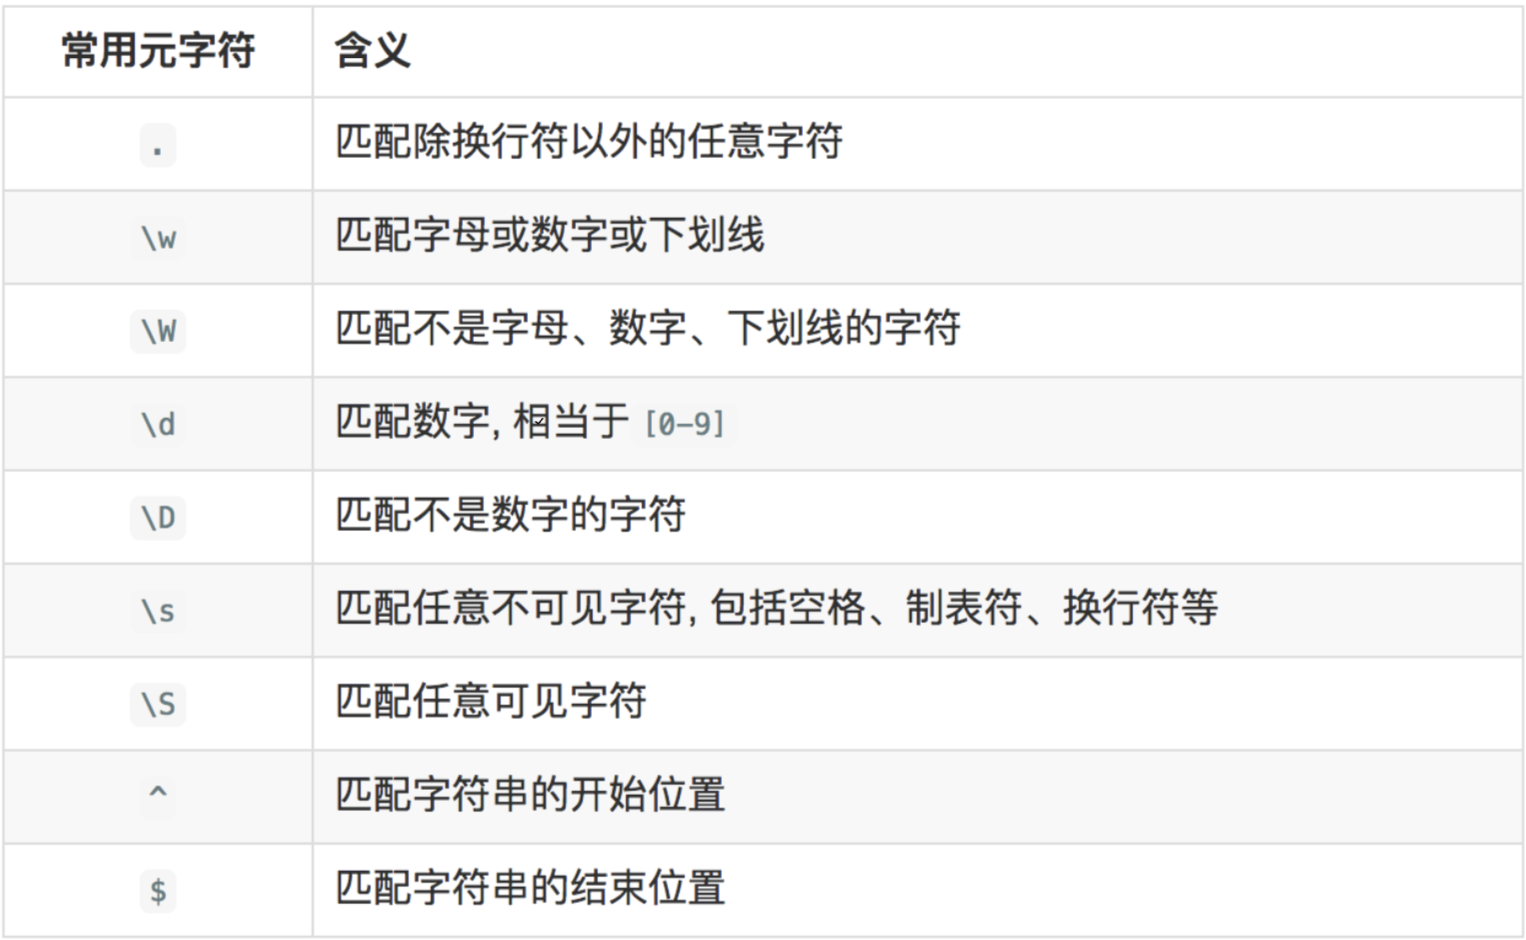 常用元字符 含义
. 匹配除换行符以外的任意字符
\w 匹配字母或数字或下划线
\W 匹配不是字母、数字、下划线的字符
\d 匹配数字, 相当于 [0-9]
\D 匹配不是数字的字符
\s 匹配任意不可见字符, 包括空格、制表符、换行符等
\S 匹配任意可见字符
^ 匹配字符串的开始位置
$ 匹配字符串的结束位置